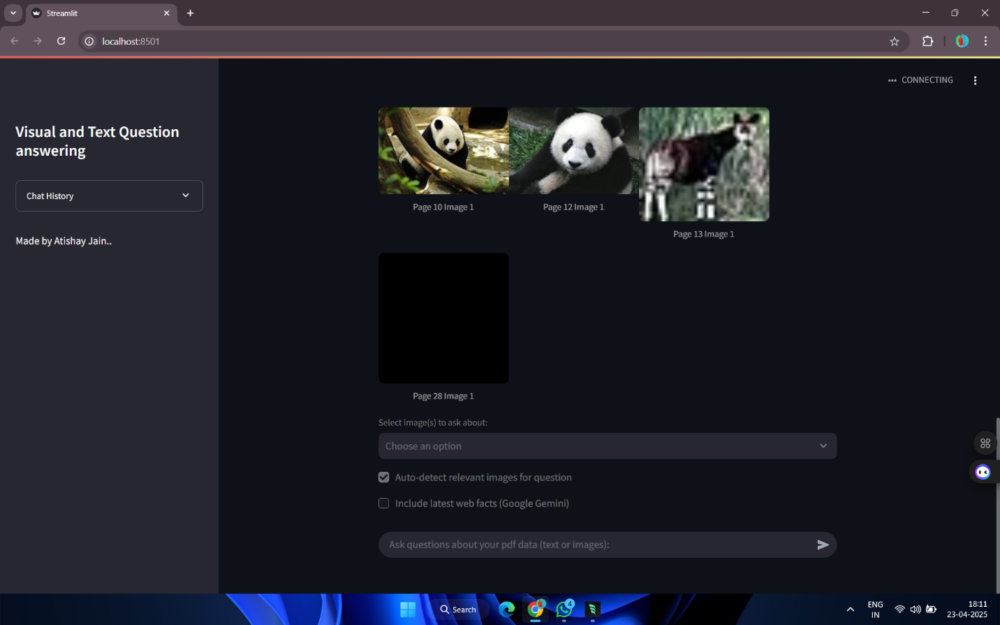 Streamlit
localhost:8501
CONNECTING
Visual and Text Question
answering
Chat History
Made by Atishay Jain..
Page 10 Image 1
Page 12 Image 1
Page 13 Image 1
Page 28 Image 1
Select image(s) to ask about:
Choose an option
Auto-detect relevant images for question
Include latest web facts (Google Gemini)
Ask questions about your pdf data (text or images):
Search
4
ENG
IN
18:11
23-04-2025